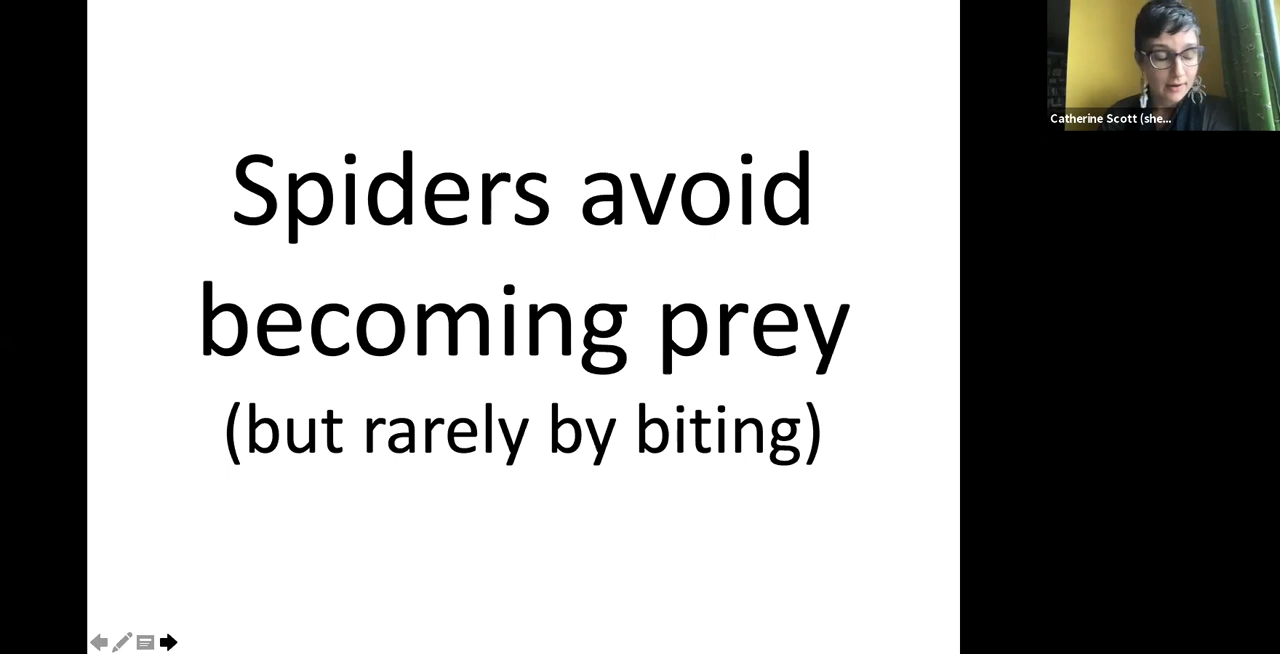 Spiders avoid
becoming prey
(but rarely by biting)
Catherine Scott (she...